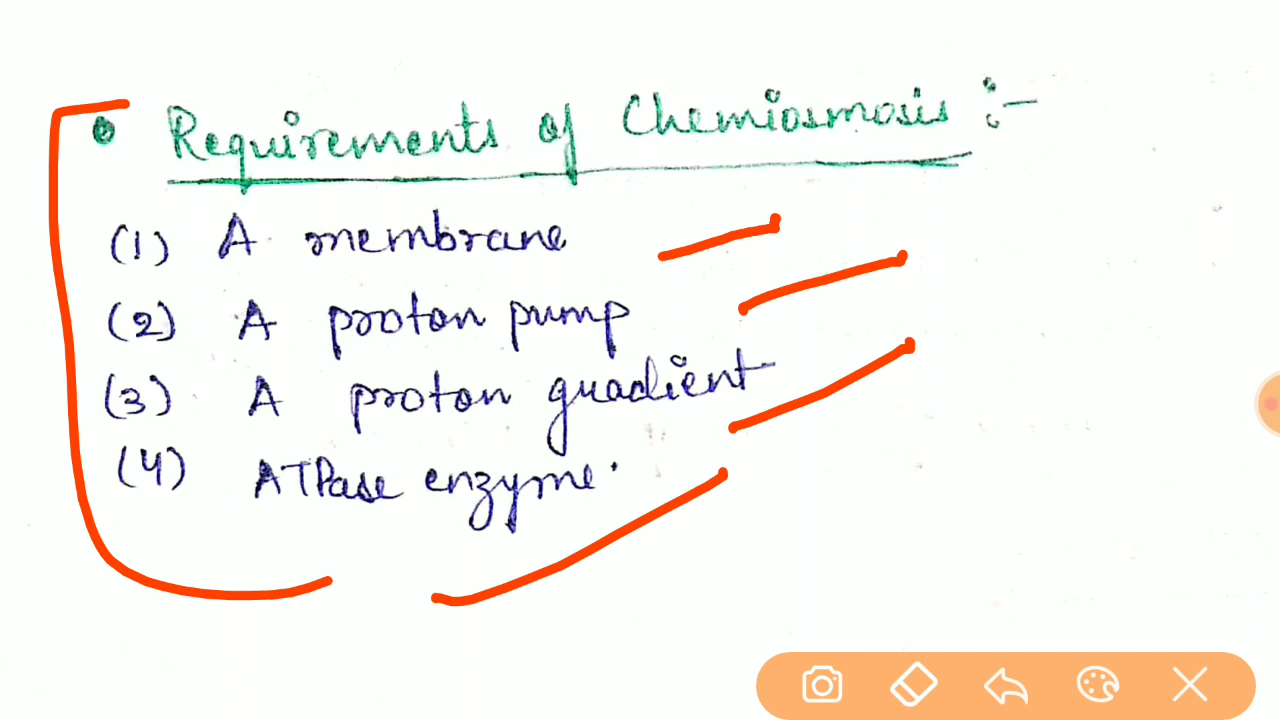 • Requirements of Chemiosmosis :-
(1) A membrane
(2) A proton pump
(3) A proton gradient
(4) ATPase enzyme.